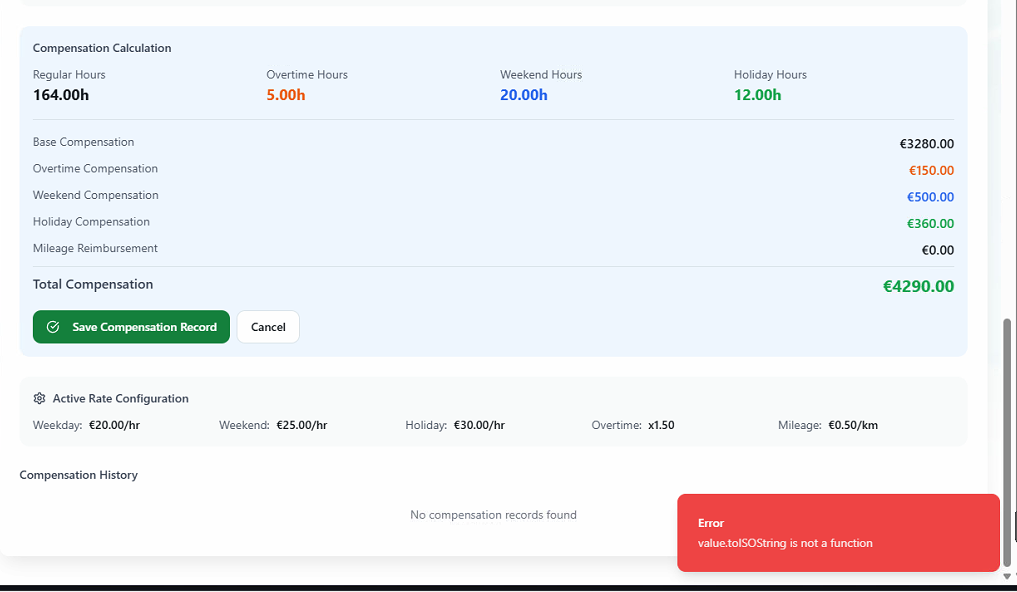 Compensation Calculation
Regular Hours Overtime Hours Weekend Hours Holiday Hours
164.00h 5.00h 20.00h 12.00h
Base Compensation €3280.00
Overtime Compensation €150.00
Weekend Compensation €500.00
Holiday Compensation €360.00
Mileage Reimbursement €0.00
Total Compensation €4290.00
Save Compensation Record Cancel
Active Rate Configuration
Weekday: €20.00/hr Weekend: €25.00/hr Holiday: €30.00/hr Overtime: x1.50 Mileage: €0.50/km
Compensation History
No compensation records found
Error
value.toISOString is not a function